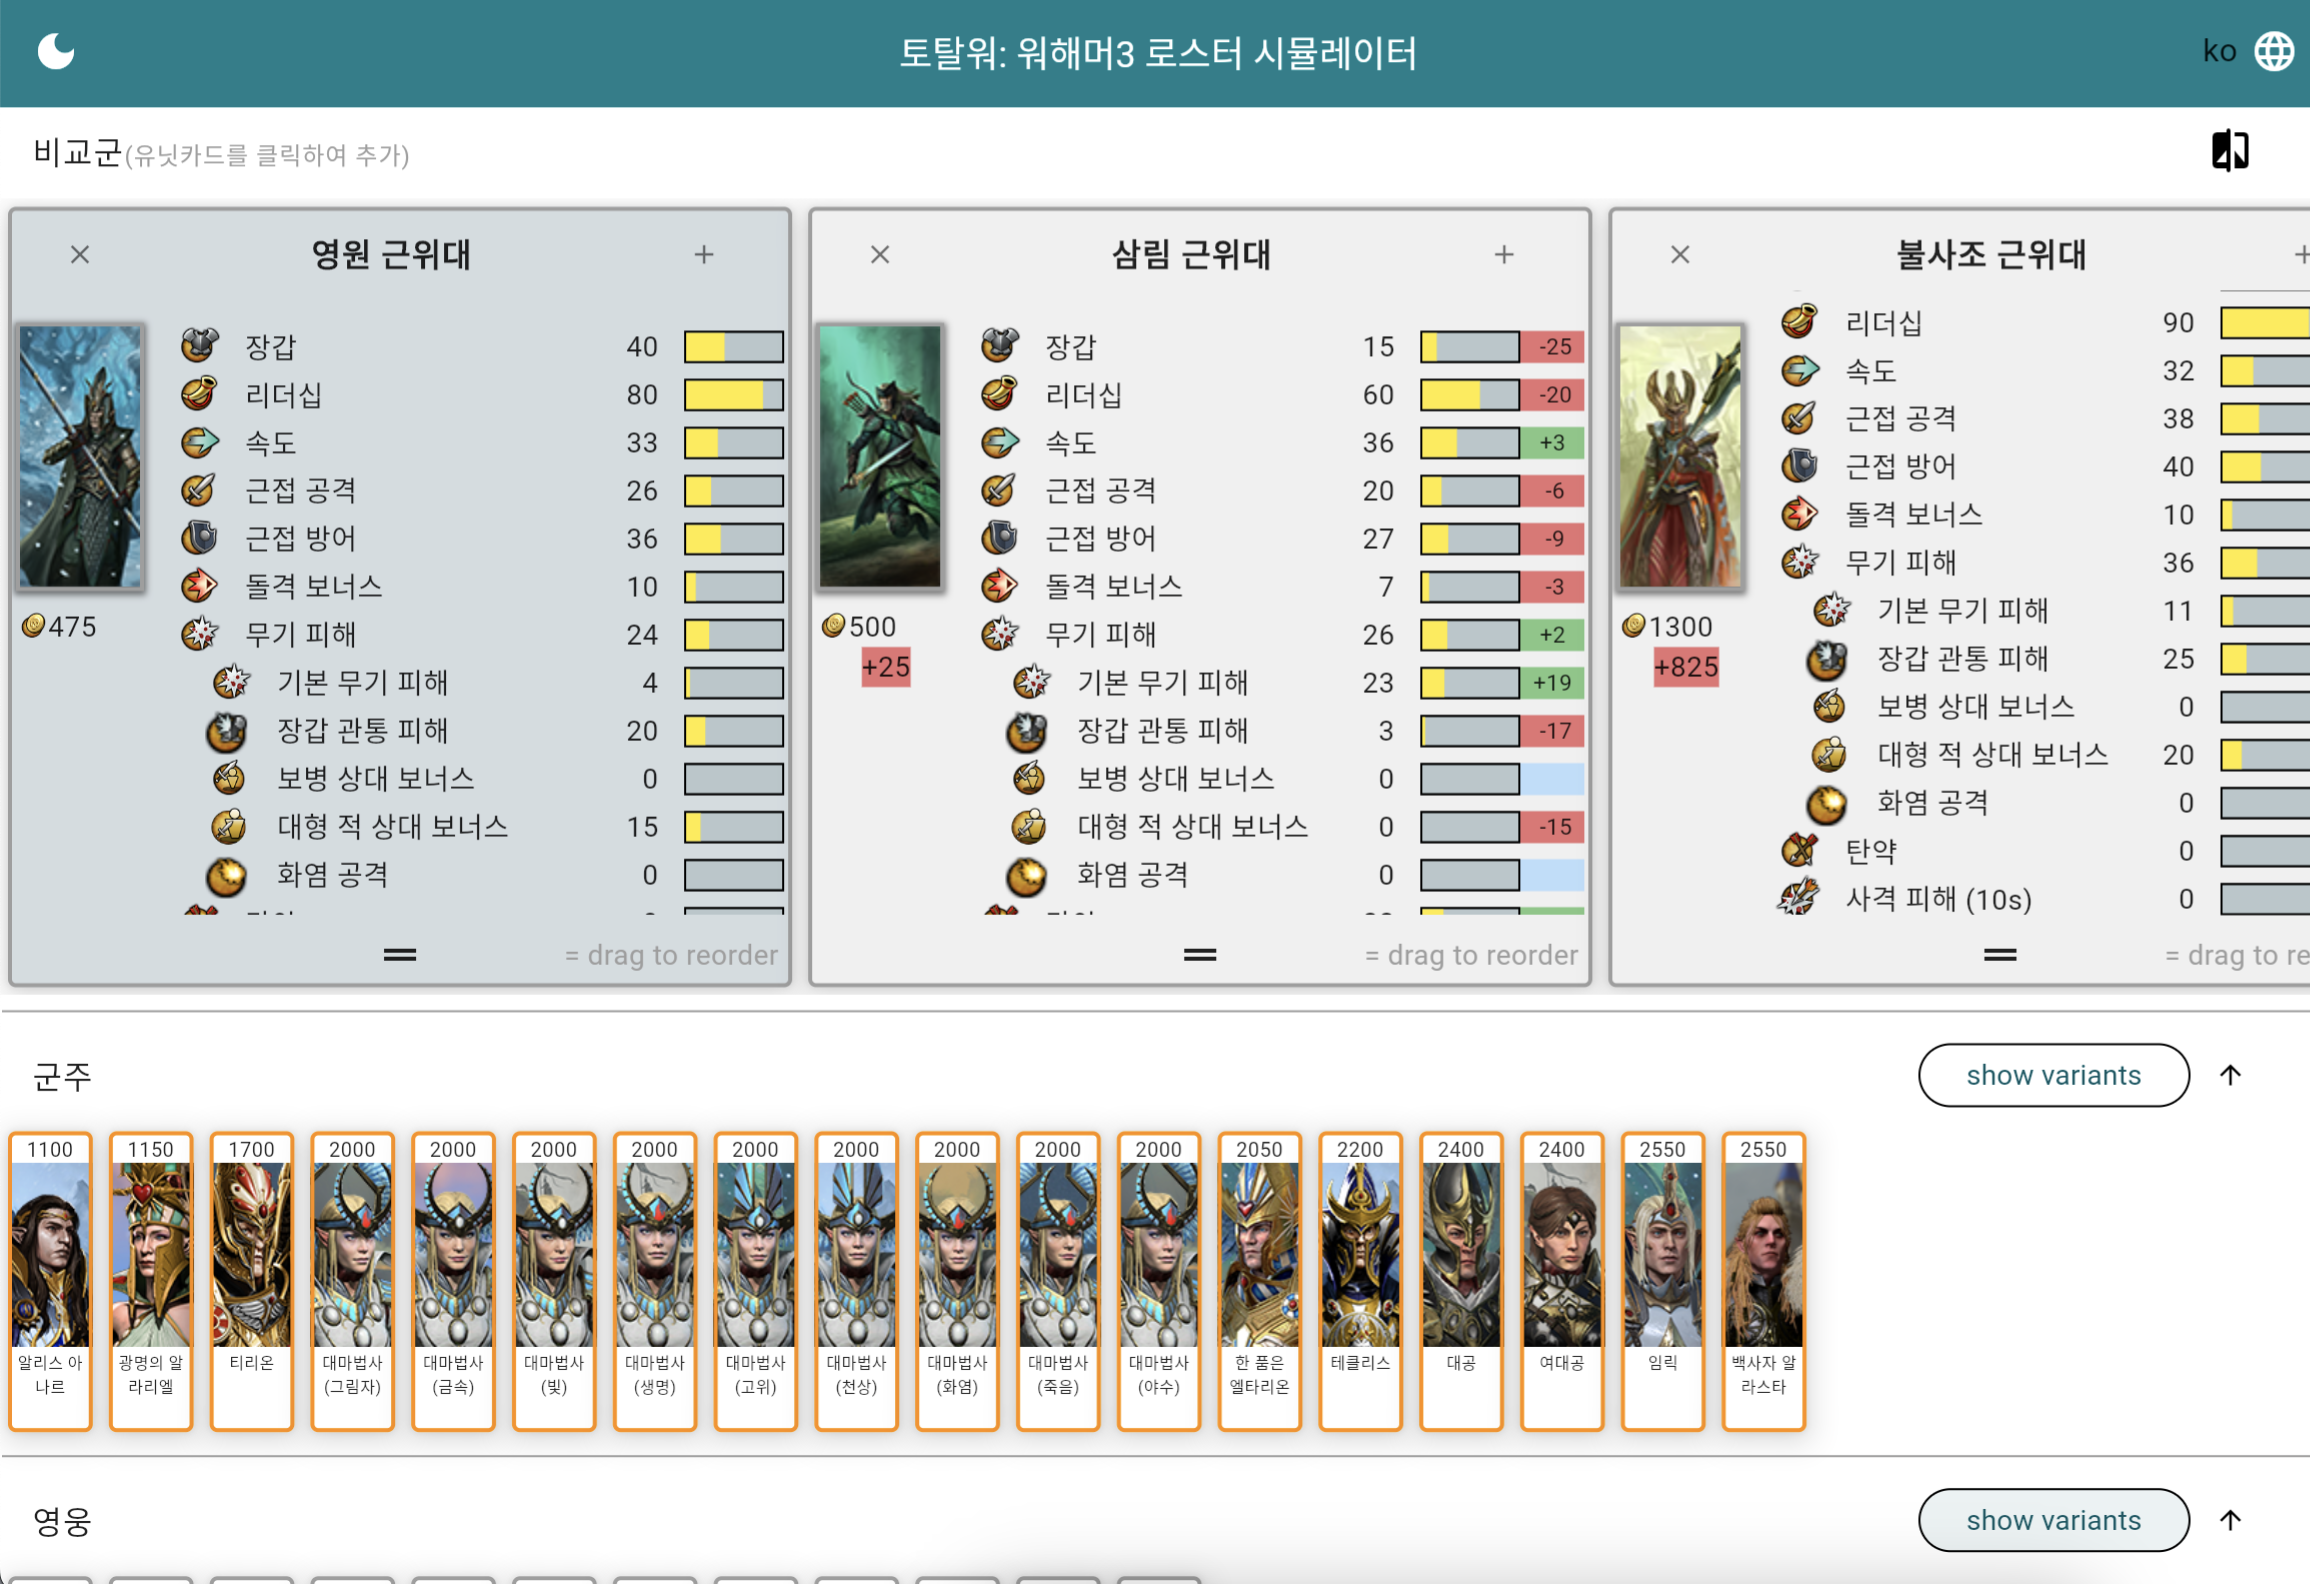 토탈워: 워해머3 로스터 시뮬레이터
ko
비교군(유닛카드를 클릭하여 추가)
영원 근위대
475
장갑 40
리더십 80
속도 33
근접 공격 26
근접 방어 36
돌격 보너스 10
무기 피해 24
기본 무기 피해 4
장갑 관통 피해 20
보병 상대 보너스 0
대형 적 상대 보너스 15
화염 공격 0
= drag to reorder
삼림 근위대
500
+25
장갑 15 -25
리더십 60 -20
속도 36 +3
근접 공격 20 -6
근접 방어 27 -9
돌격 보너스 7 -3
무기 피해 26 +2
기본 무기 피해 23 +19
장갑 관통 피해 3 -17
보병 상대 보너스 0
대형 적 상대 보너스 0 -15
화염 공격 0
= drag to reorder
불사조 근위대
1300
+825
리더십 90
속도 32
근접 공격 38
근접 방어 40
돌격 보너스 10
무기 피해 36
기본 무기 피해 11
장갑 관통 피해 25
보병 상대 보너스 0
대형 적 상대 보너스 20
화염 공격 0
탄약 0
사격 피해 (10s) 0
= drag to re
군주
show variants
1100
알리스 아
나르
1150
광명의 알
라리엘
1700
티리온
2000
대마법사
(그림자)
2000
대마법사
(금속)
2000
대마법사
(빛)
2000
대마법사
(생명)
2000
대마법사
(고위)
2000
대마법사
(천상)
2000
대마법사
(화염)
2000
대마법사
(죽음)
2000
대마법사
(야수)
2050
한 품은
엘타리온
2200
테클리스
2400
대공
2400
여대공
2550
임릭
2550
백사자 알
라스타
영웅
show variants